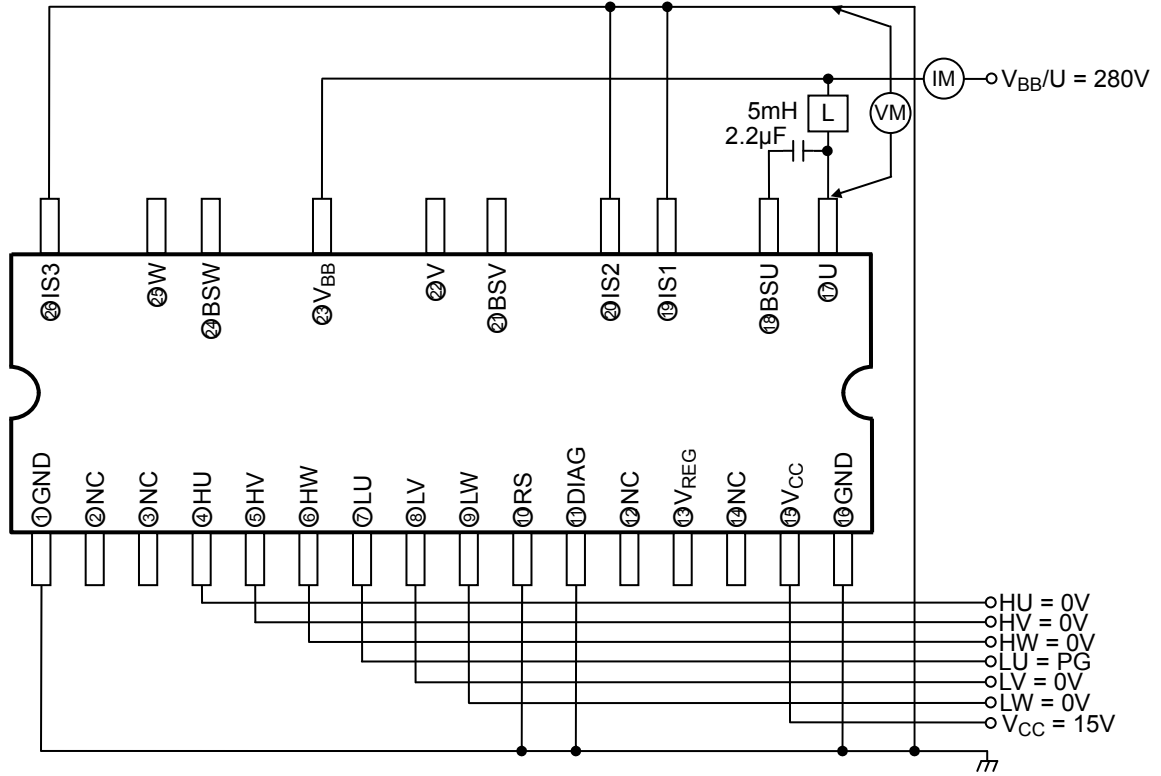 IM
V_BB/U = 280V
5mH
L
VM
2.2μF
㉖IS3
㉕W
㉔BSW
㉓V_BB
㉒V
㉑BSV
⑳IS2
⑲IS1
⑱BSU
⑰U
①GND
②NC
③NC
④HU
⑤HV
⑥HW
⑦LU
⑧LV
⑨LW
⑩RS
⑪DIAG
⑫NC
⑬V_REG
⑭NC
⑮V_CC
⑯GND
HU = 0V
HV = 0V
HW = 0V
LU = PG
LV = 0V
LW = 0V
V_CC = 15V